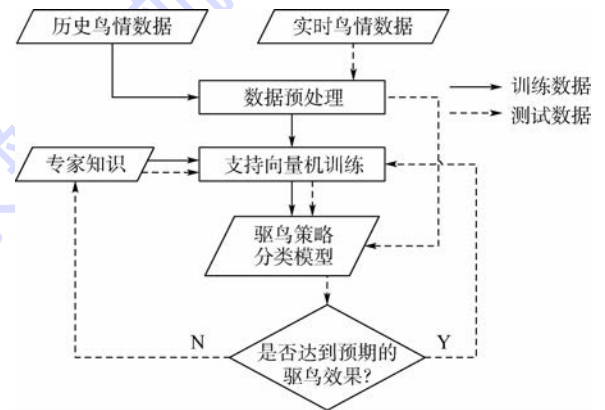 历史鸟情数据
实时鸟情数据
数据预处理
训练数据
测试数据
专家知识
支持向量机训练
驱鸟策略
分类模型
N
Y
是否达到预期的
驱鸟效果?